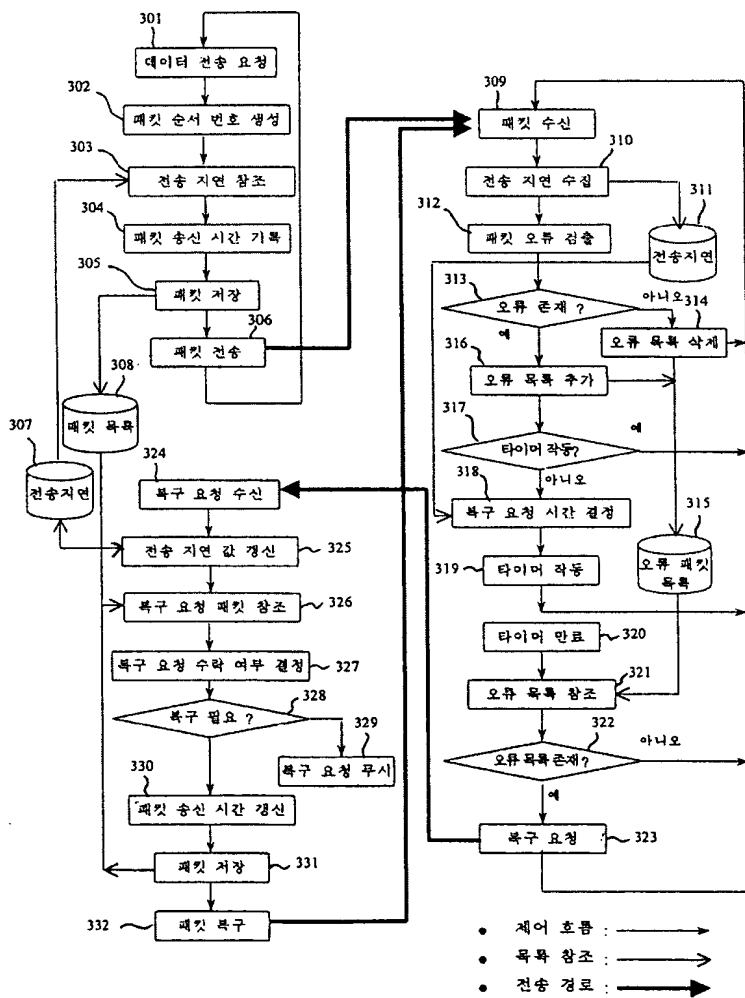 301
데이터 전송 요청
302
패킷 순서 번호 생성
303
전송 지연 참조
304
패킷 송신 시간 기록
305
패킷 저장
306
패킷 전송
307
전송지연
308
패킷 목록
309
패킷 수신
310
전송 지연 수집
311
전송지연
312
패킷 오류 검출
313
오류 존재 ?
아니오
314
오류 목록 삭제
예
316
오류 목록 추가
317
타이머 작동?
예
아니오
318
복구 요청 시간 결정
315
오류 패킷
목록
319
타이머 작동
타이머 만료
320
321
오류 목록 참조
322
오류 목록 존재?
아니오
예
복구 요청
323
324
복구 요청 수신
전송 지연 값 갱신
325
복구 요청 패킷 참조
326
복구 요청 수락 여부 결정
327
복구 필요 ?
328
329
복구 요청 무시
330
패킷 송신 시간 갱신
패킷 저장
331
332
패킷 복구
• 제어 흐름 :
• 목록 참조 :
• 전송 경로 :